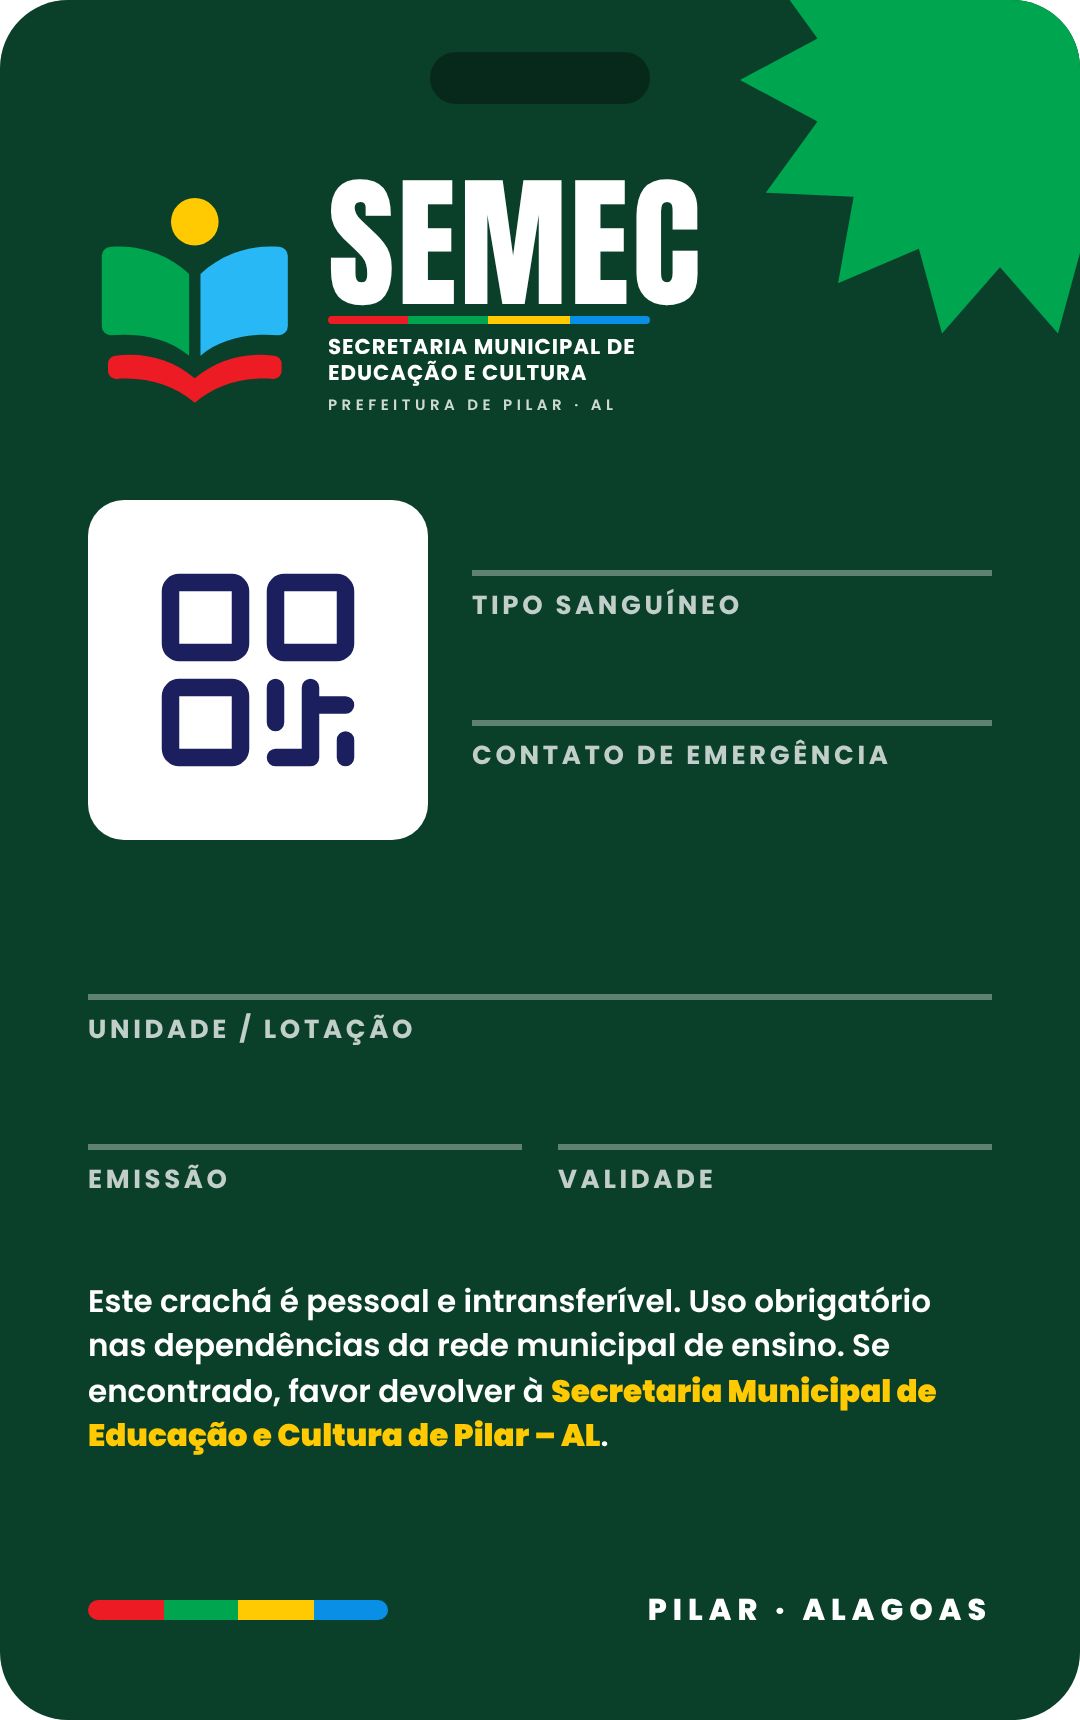 SEMEC
SECRETARIA MUNICIPAL DE
EDUCAÇÃO E CULTURA
PREFEITURA DE PILAR · AL
TIPO SANGUÍNEO
CONTATO DE EMERGÊNCIA
UNIDADE / LOTAÇÃO
EMISSÃO
VALIDADE
Este crachá é pessoal e intransferível. Uso obrigatório
nas dependências da rede municipal de ensino. Se
encontrado, favor devolver à Secretaria Municipal de
Educação e Cultura de Pilar – AL.
PILAR · ALAGOAS